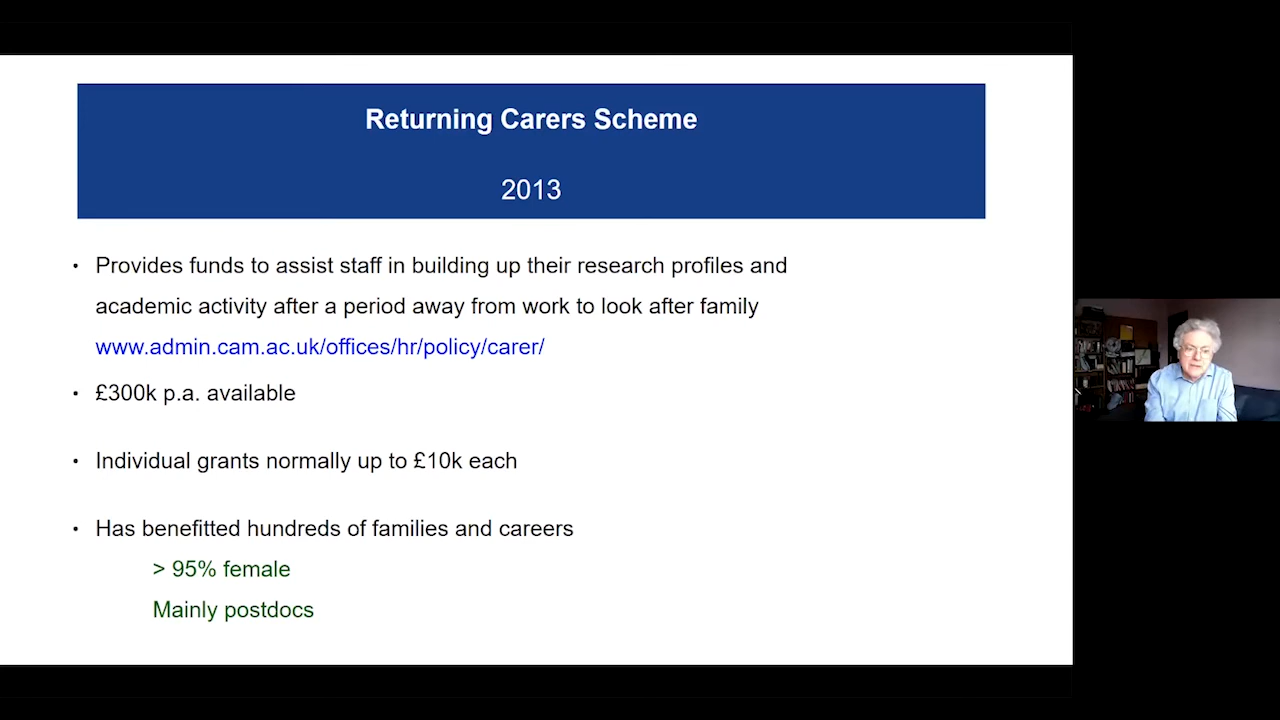 Returning Carers Scheme
2013
• Provides funds to assist staff in building up their research profiles and
academic activity after a period away from work to look after family
www.admin.cam.ac.uk/offices/hr/policy/carer/
• £300k p.a. available
• Individual grants normally up to £10k each
• Has benefitted hundreds of families and careers
> 95% female
Mainly postdocs